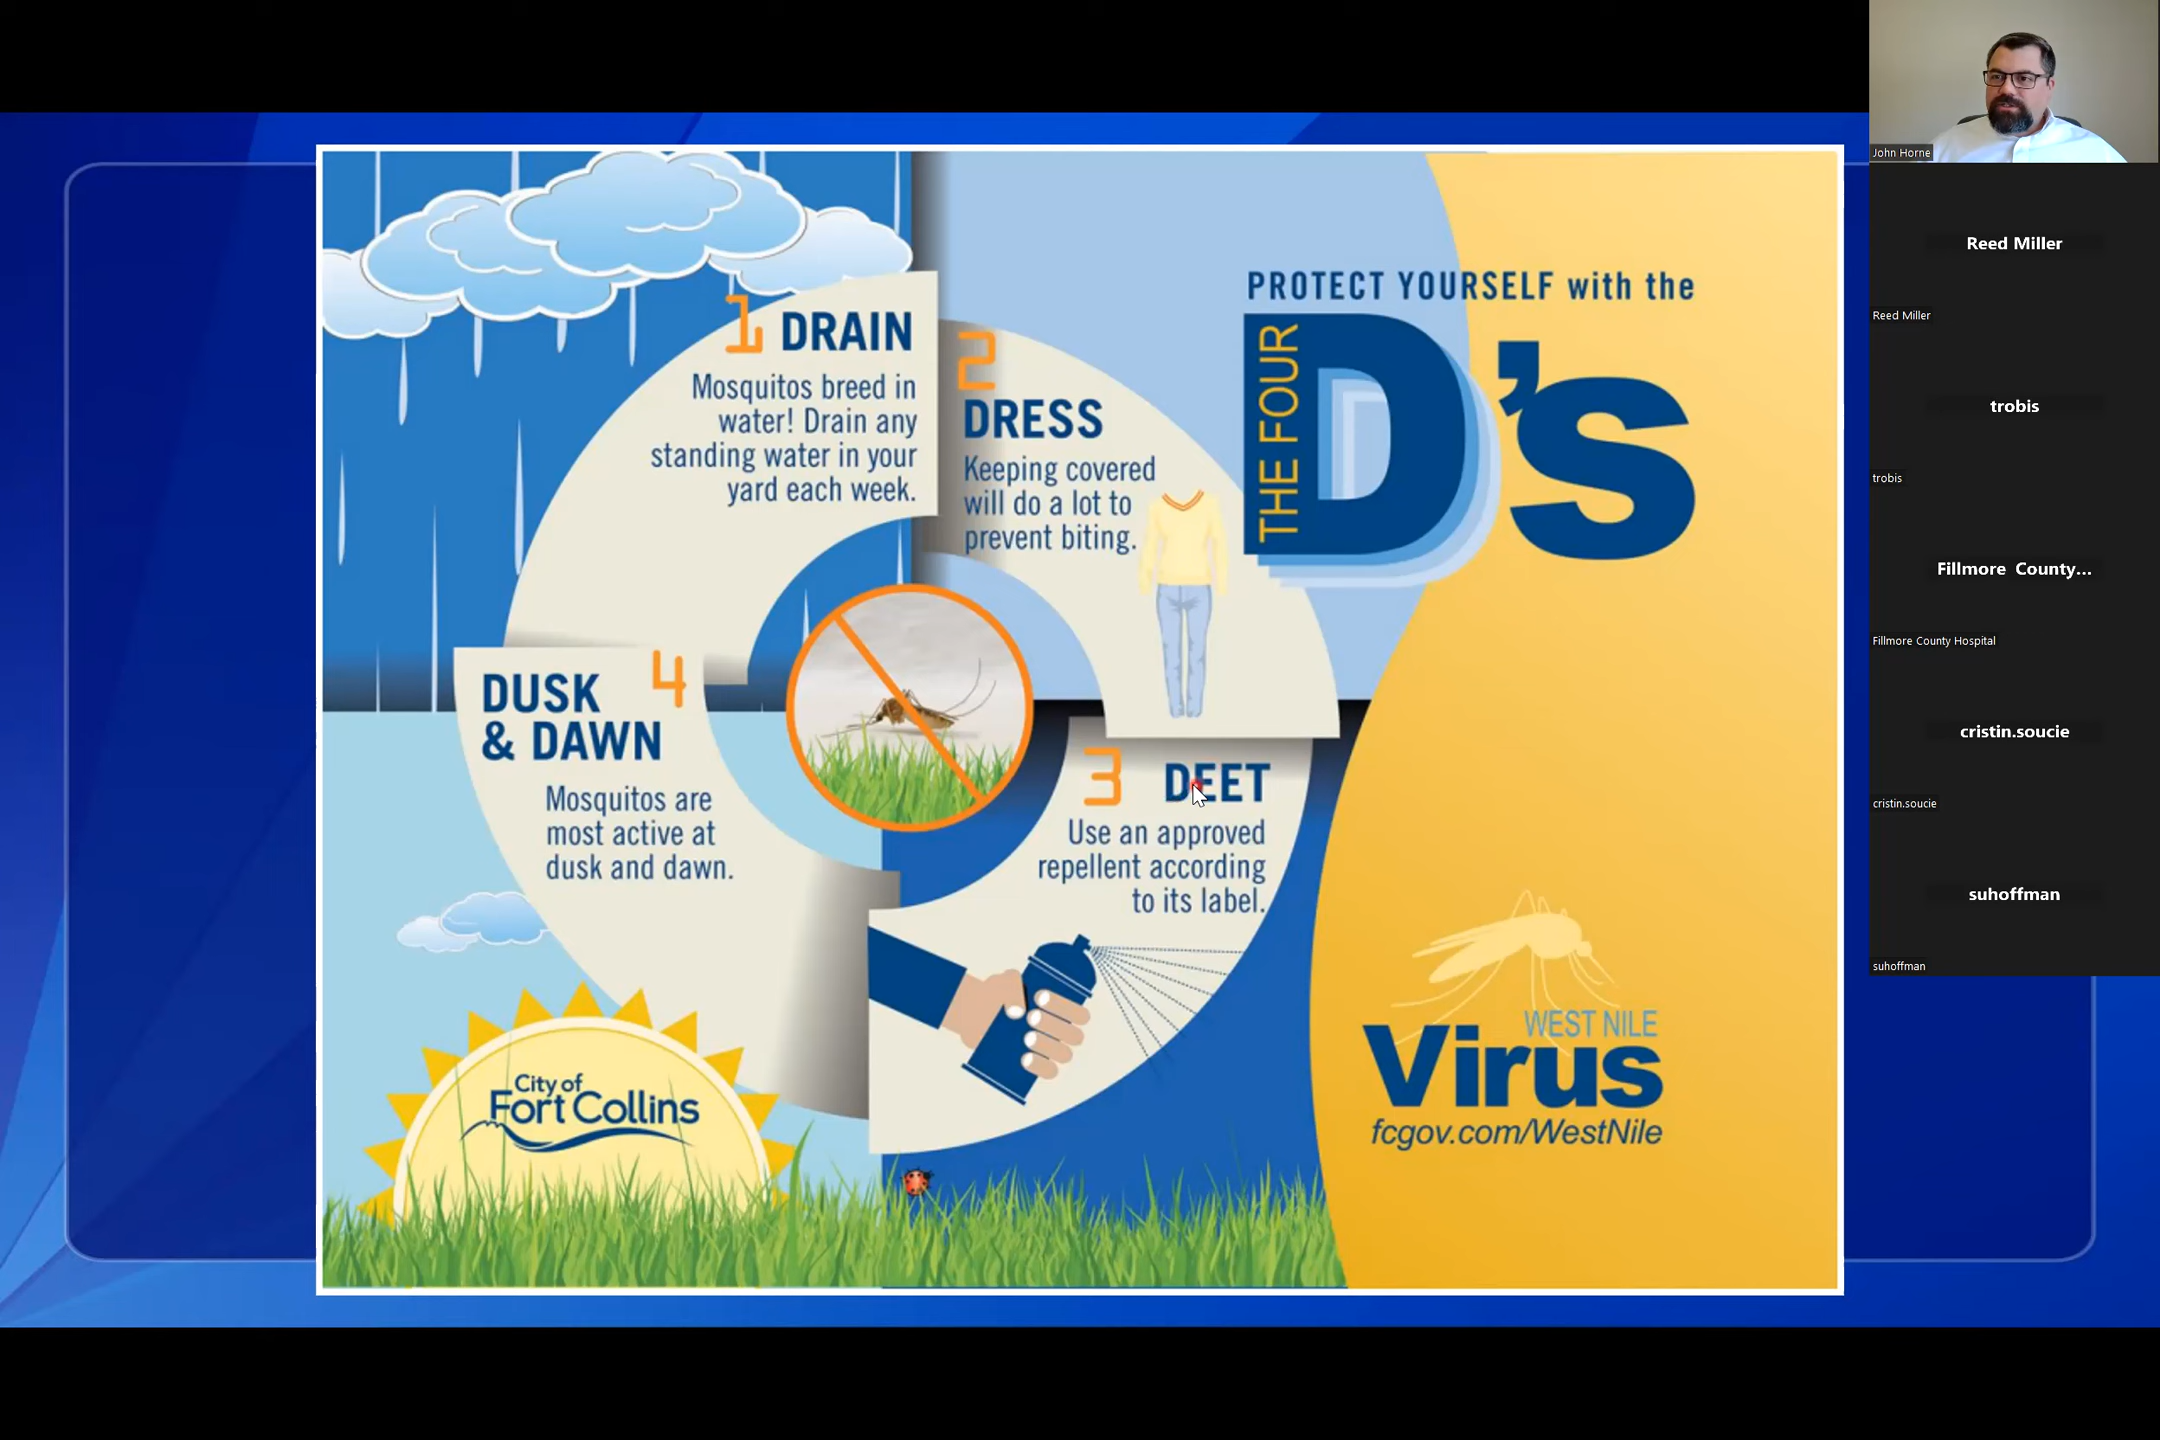 PROTECT YOURSELF with the
THE FOUR
D's
1 DRAIN
Mosquitos breed in
water! Drain any
standing water in your
yard each week.
2
DRESS
Keeping covered
will do a lot to
prevent biting.
3 DEET
Use an approved
repellent according
to its label.
DUSK 4
& DAWN
Mosquitos are
most active at
dusk and dawn.
City of
Fort Collins
WEST NILE
Virus
fcgov.com/WestNile
John Horne
Reed Miller
Reed Miller
trobis
trobis
Fillmore County...
Fillmore County Hospital
cristin.soucie
cristin.soucie
suhoffman
suhoffman